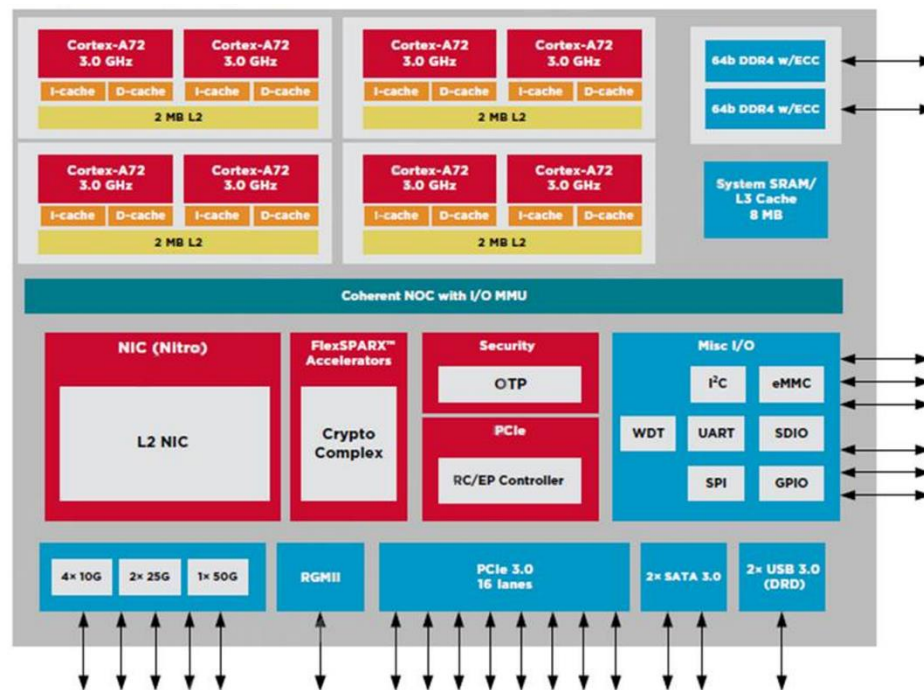 Cortex-A72
3.0 GHz
Cortex-A72
3.0 GHz
I-cache
D-cache
I-cache
D-cache
2 MB L2
Cortex-A72
3.0 GHz
Cortex-A72
3.0 GHz
I-cache
D-cache
I-cache
D-cache
2 MB L2
64b DDR4 w/ECC
64b DDR4 w/ECC
Cortex-A72
3.0 GHz
Cortex-A72
3.0 GHz
I-cache
D-cache
I-cache
D-cache
2 MB L2
Cortex-A72
3.0 GHz
Cortex-A72
3.0 GHz
I-cache
D-cache
I-cache
D-cache
2 MB L2
System SRAM/
L3 Cache
8 MB
Coherent NOC with I/O MMU
NIC (Nitro)
L2 NIC
FlexSPARX™
Accelerators
Crypto
Complex
Security
OTP
PCIe
RC/EP Controller
Misc I/O
I²C
eMMC
WDT
UART
SDIO
SPI
GPIO
4× 10G
2× 25G
1× 50G
RGMII
PCIe 3.0
16 lanes
2× SATA 3.0
2× USB 3.0
(DRD)